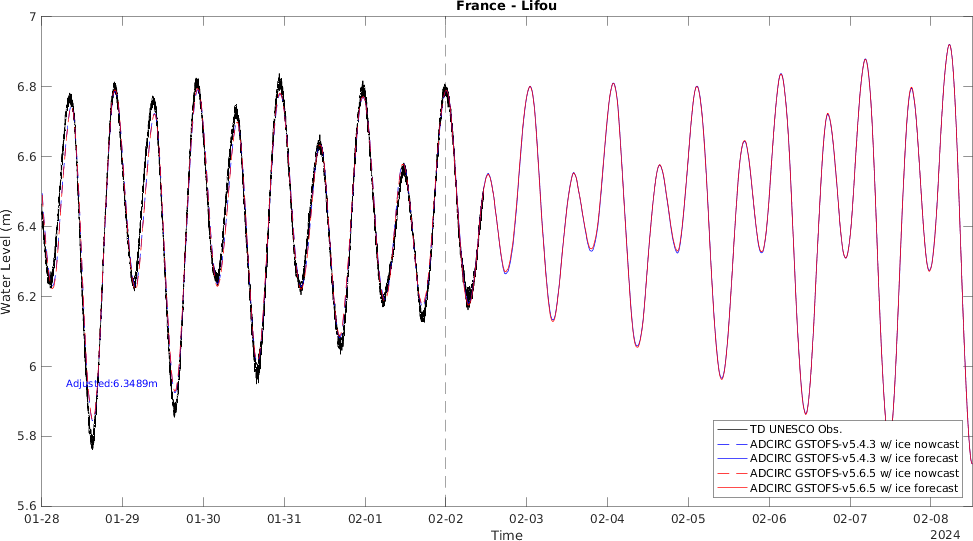 France - Lifou
7
6.8
6.6
6.4
6.2
6
5.8
5.6
Water Level (m)
Adjusted:6.3489m
TD UNESCO Obs.
ADCIRC GSTOFS-v5.4.3 w/ ice nowcast
ADCIRC GSTOFS-v5.4.3 w/ ice forecast
ADCIRC GSTOFS-v5.6.5 w/ ice nowcast
ADCIRC GSTOFS-v5.6.5 w/ ice forecast
01-28 01-29 01-30 01-31 02-01 02-02 02-03 02-04 02-05 02-06 02-07 02-08
Time
2024